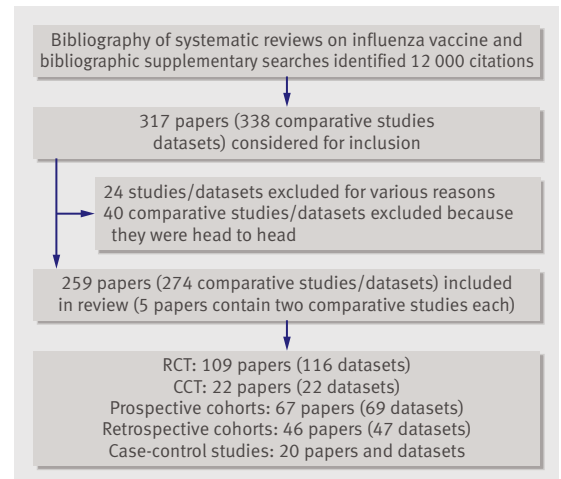 Bibliography of systematic reviews on influenza vaccine and
bibliographic supplementary searches identified 12 000 citations
317 papers (338 comparative studies
datasets) considered for inclusion
24 studies/datasets excluded for various reasons
40 comparative studies/datasets excluded because
they were head to head
259 papers (274 comparative studies/datasets) included
in review (5 papers contain two comparative studies each)
RCT: 109 papers (116 datasets)
CCT: 22 papers (22 datasets)
Prospective cohorts: 67 papers (69 datasets)
Retrospective cohorts: 46 papers (47 datasets)
Case-control studies: 20 papers and datasets